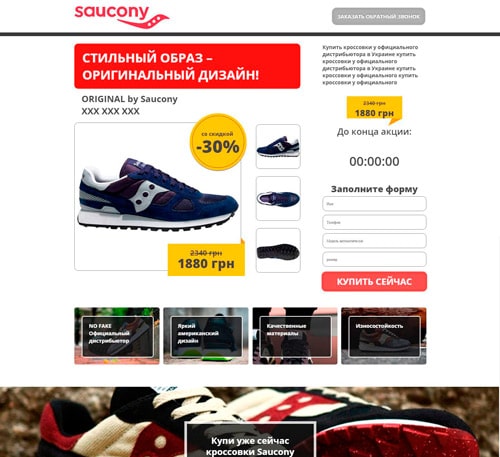 saucony
ЗАКАЗАТЬ ОБРАТНЫЙ ЗВОНОК
СТИЛЬНЫЙ ОБРАЗ –
ОРИГИНАЛЬНЫЙ ДИЗАЙН!
ORIGINAL by Saucony
XXX XXX XXX
со скидкой
-30%
2340 грн
1880 грн
Купить кроссовки у официального
дистрибьютора в Украине купить
кроссовки у официального
дистрибьютора в Украине купить
кроссовки у официального купить
кроссовки у официального
2340 грн
1880 грн
До конца акции:
00:00:00
Заполните форму
Имя
Телефон
размер
КУПИТЬ СЕЙЧАС
NO FAKE
Официальный
дистрибьютор
Яркий
американский
дизайн
Качественные
материалы
Износостойкость
Купи уже сейчас
кроссовки Saucony